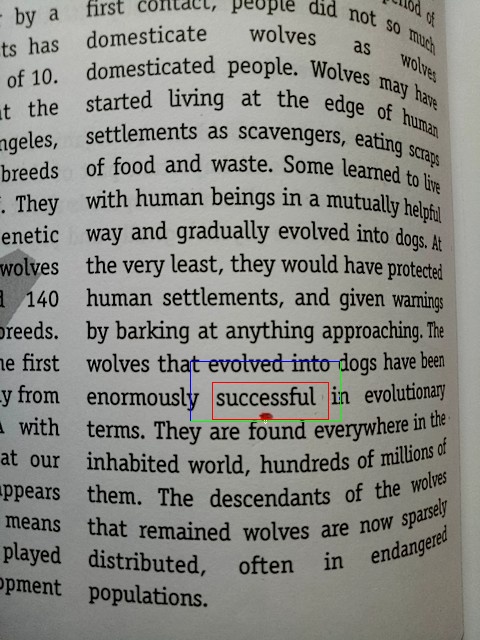 by a
ts has
of 10.
at the
ngeles,
breeds
. They
enetic
wolves
140
breeds.
he first
y from
with
at our
appears
means
played
opment
first contact, people did not so much
domesticate wolves as wolves
domesticated people. Wolves may have
started living at the edge of human
settlements as scavengers, eating scraps
of food and waste. Some learned to live
with human beings in a mutually helpful
way and gradually evolved into dogs. At
the very least, they would have protected
human settlements, and given warnings
by barking at anything approaching. The
wolves that evolved into dogs have been
enormously successful in evolutionary
terms. They are found everywhere in the
inhabited world, hundreds of millions of
them. The descendants of the wolves
that remained wolves are now sparsely
distributed, often in endangered
populations.